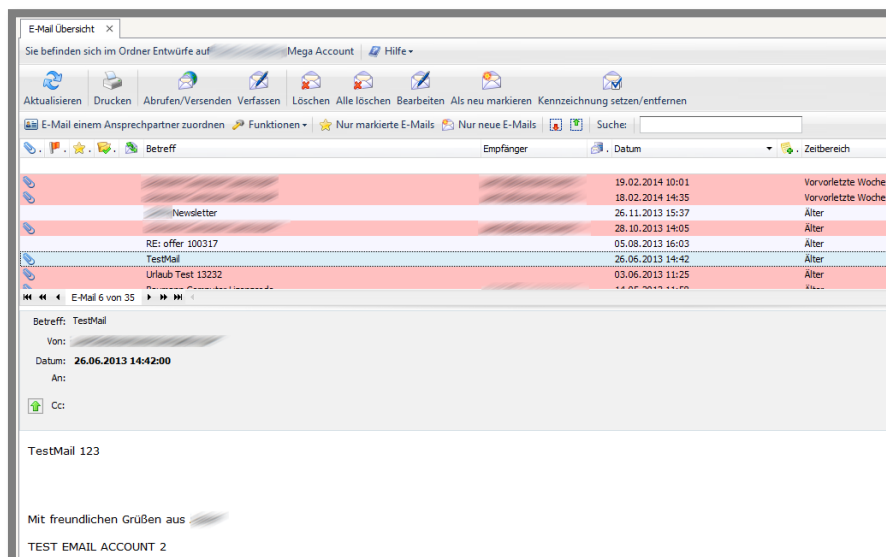 E-Mail Übersicht
Sie befinden sich im Ordner Entwürfe auf Mega Account Hilfe
Aktualisieren Drucken Abrufen/Versenden Verfassen Löschen Alle löschen Bearbeiten Als neu markieren Kennzeichnung setzen/entfernen
E-Mail einem Ansprechpartner zuordnen Funktionen Nur markierte E-Mails Nur neue E-Mails Suche:
Betreff Empfänger Datum Zeitbereich
19.02.2014 10:01 Vorvorletzte Woche
18.02.2014 14:35 Vorvorletzte Woche
Newsletter 26.11.2013 15:37 Älter
28.10.2013 14:05 Älter
RE: offer 100317 05.08.2013 16:03 Älter
TestMail 26.06.2013 14:42 Älter
Urlaub Test 13232 03.06.2013 11:25 Älter
E-Mail 6 von 35
Betreff: TestMail
Von:
Datum: 26.06.2013 14:42:00
An:
Cc:
TestMail 123
Mit freundlichen Grüßen aus
TEST EMAIL ACCOUNT 2